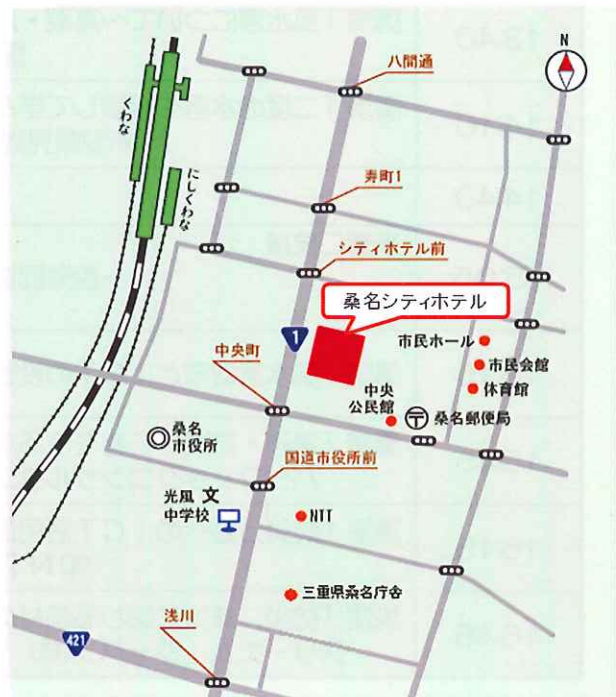 N
八間通
くわな
にしくわな
寿町1
シティホテル前
桑名シティホテル
1
市民ホール
中央町
市民会館
体育館
中央
公民館
桑名郵便局
桑名
市役所
国道市役所前
光風 文
中学校
NTT
三重県桑名庁舎
浅川
421